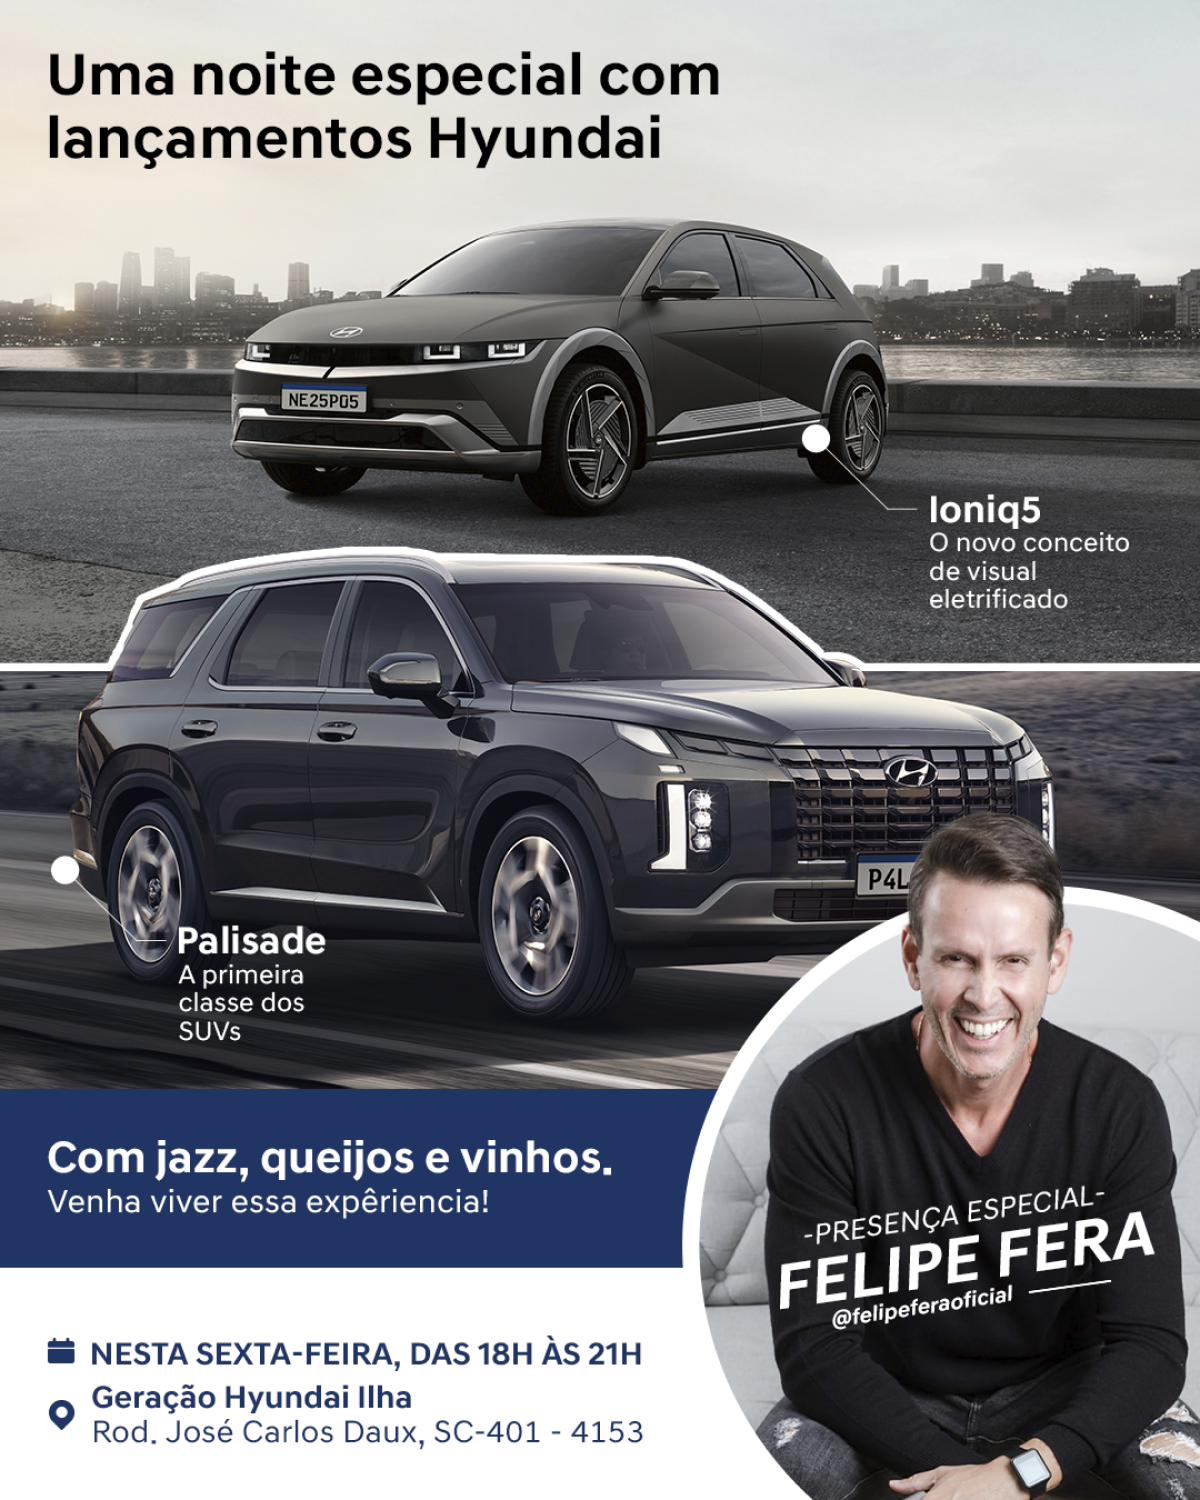 Uma noite especial com
lançamentos Hyundai
NE25P05
Ioniq5
O novo conceito
de visual
eletrificado
P4L
Palisade
A primeira
classe dos
SUVs
Com jazz, queijos e vinhos.
Venha viver essa expêriencia!
-PRESENÇA ESPECIAL-
FELIPE FERA
@felipeferaoficial
NESTA SEXTA-FEIRA, DAS 18H ÀS 21H
Geração Hyundai Ilha
Rod. José Carlos Daux, SC-401 - 4153